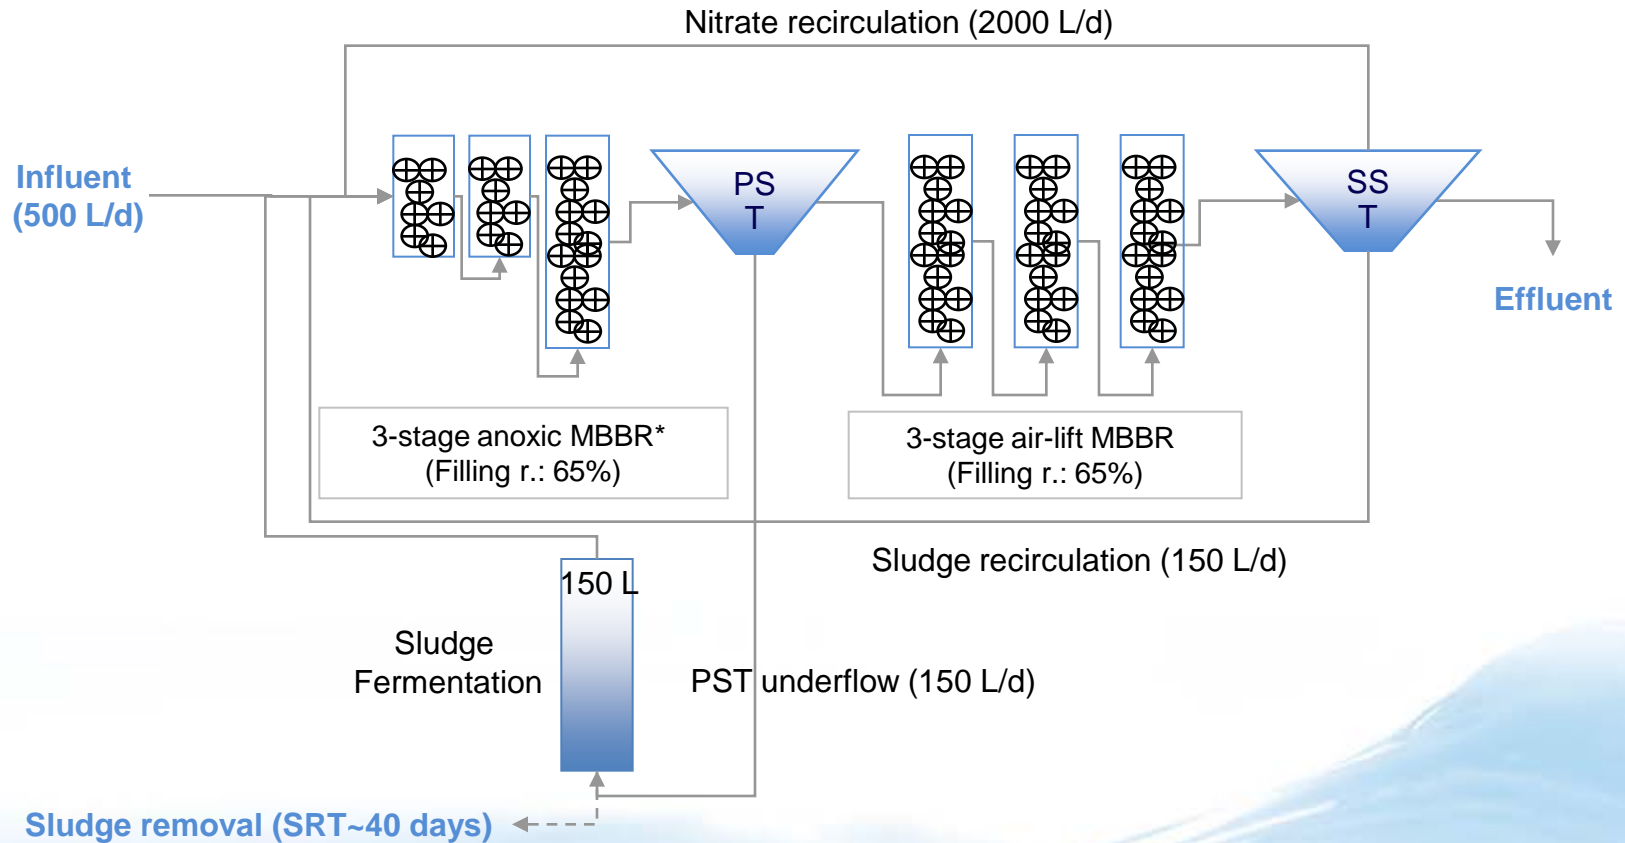 Nitrate recirculation (2000 L/d)
Influent
(500 L/d)
PS
T
SS
T
Effluent
3-stage anoxic MBBR*
(Filling r.: 65%)
3-stage air-lift MBBR
(Filling r.: 65%)
Sludge recirculation (150 L/d)
150 L
Sludge
Fermentation
PST underflow (150 L/d)
Sludge removal (SRT~40 days)